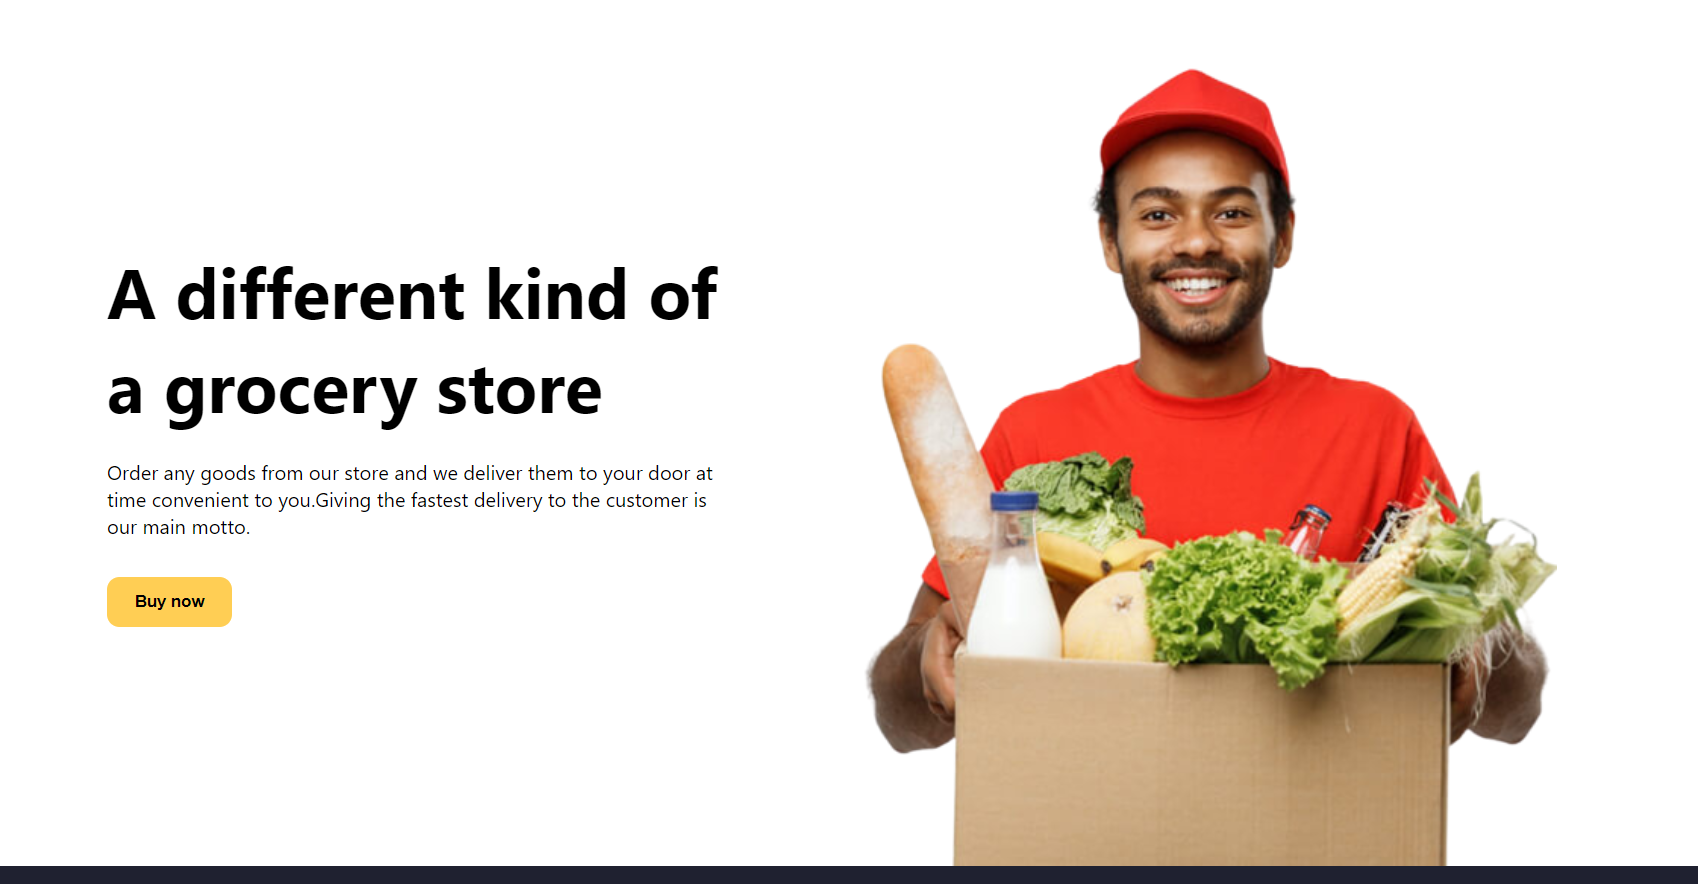 A different kind of
a grocery store
Order any goods from our store and we deliver them to your door at
time convenient to you.Giving the fastest delivery to the customer is
our main motto.
Buy now